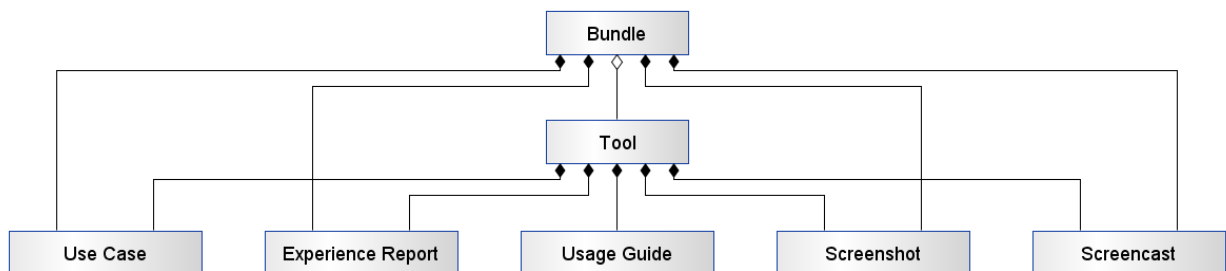 Bundle
Tool
Use Case
Experience Report
Usage Guide
Screenshot
Screencast